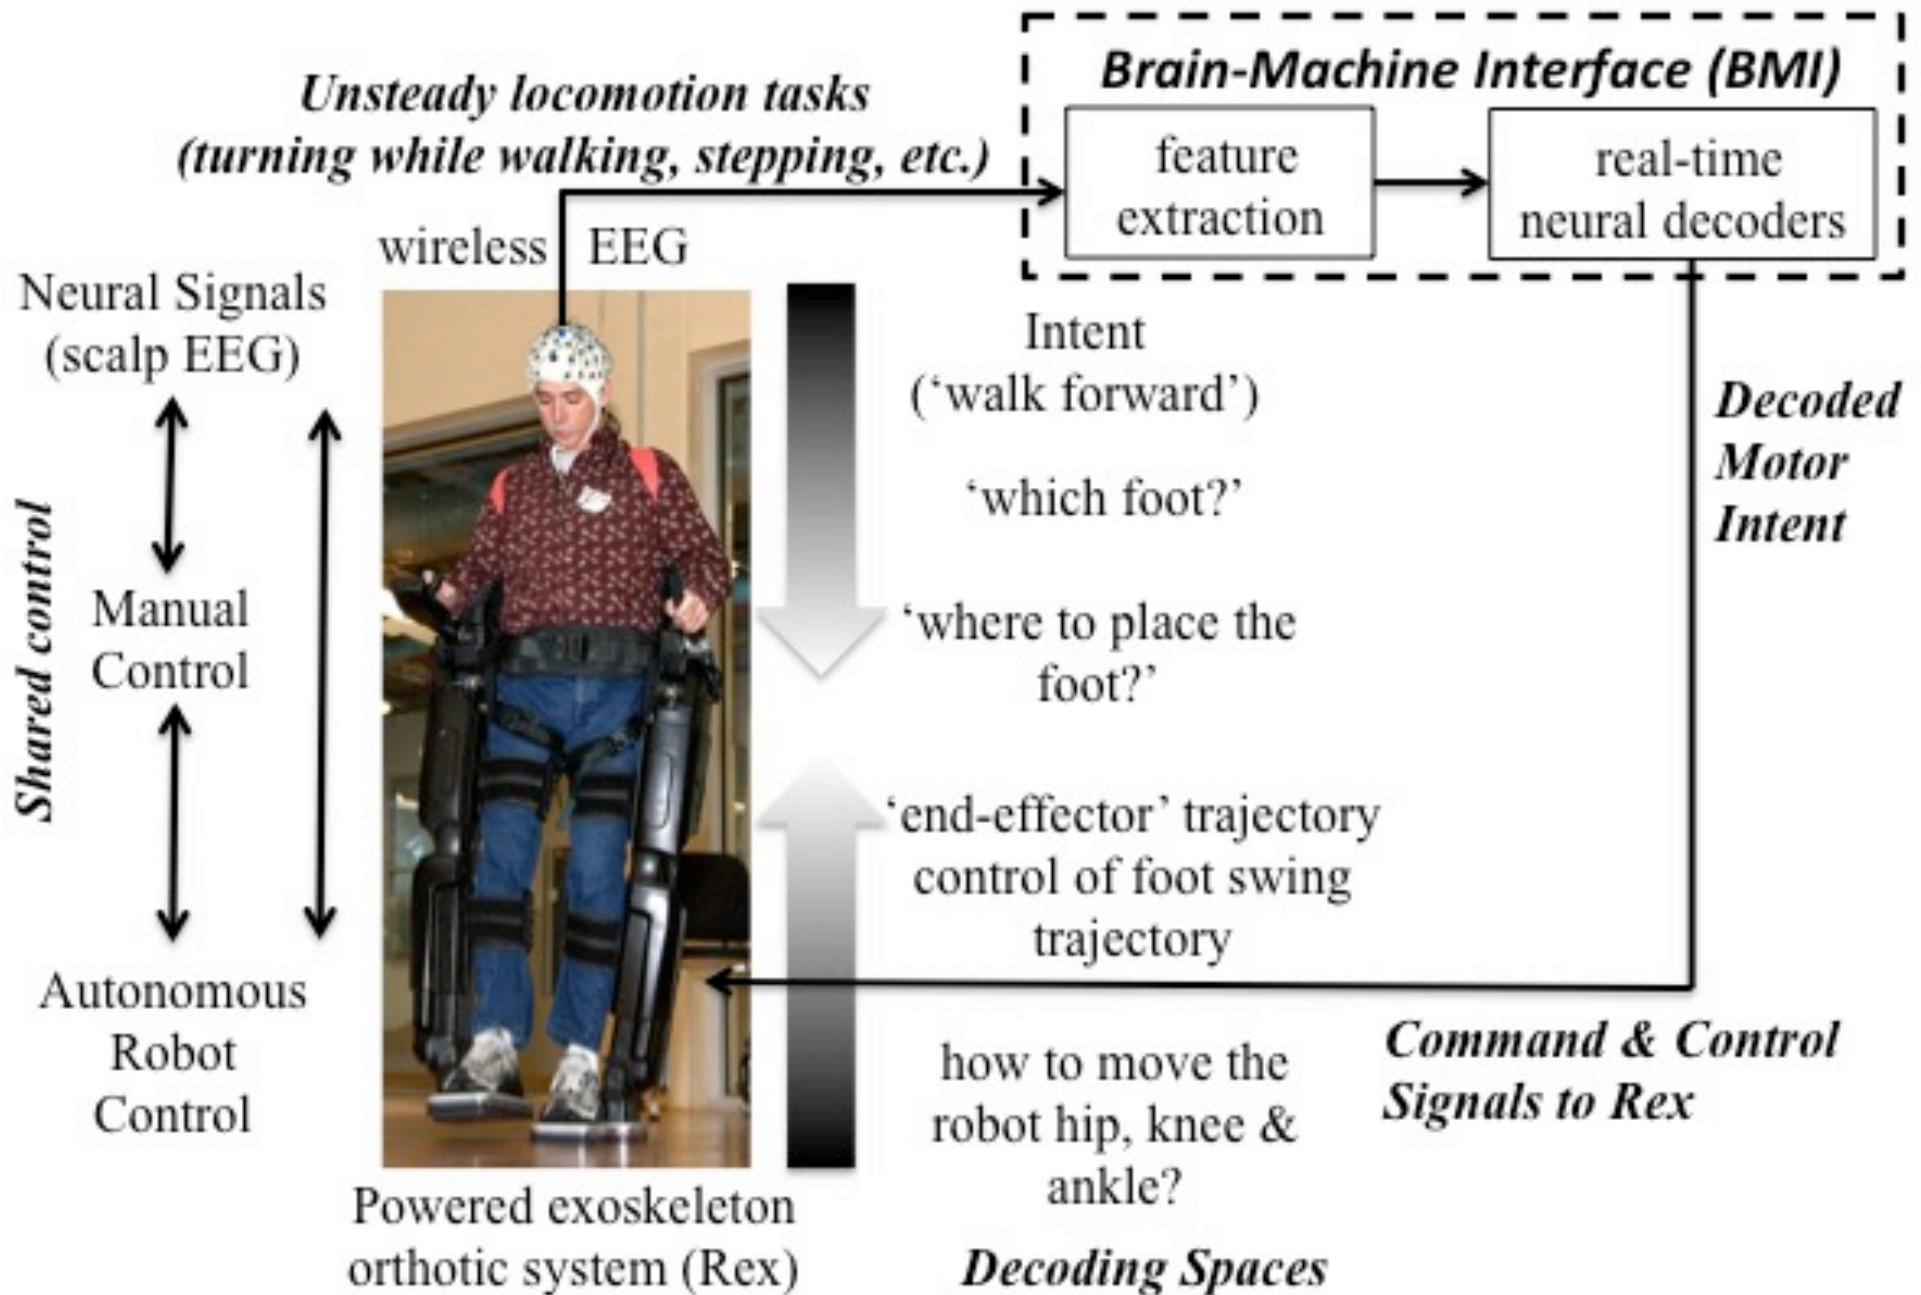 Brain-Machine Interface (BMI)
Unsteady locomotion tasks
(turning while walking, stepping, etc.)
feature
extraction
real-time
neural decoders
wireless EEG
Neural Signals
(scalp EEG)
Shared control
Manual
Control
Autonomous
Robot
Control
Intent
(‘walk forward’)
‘which foot?’
‘where to place the
foot?’
‘end-effector’ trajectory
control of foot swing
trajectory
how to move the
robot hip, knee &
ankle?
Decoded
Motor
Intent
Command & Control
Signals to Rex
Powered exoskeleton
orthotic system (Rex)
Decoding Spaces